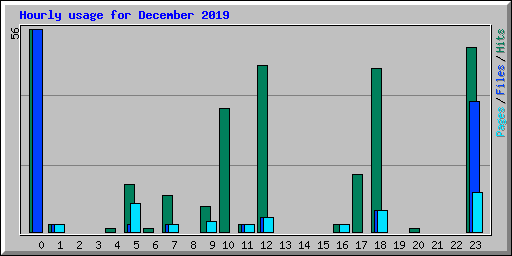 Hourly usage for December 2019
56
Pages / Files / Hits
0 1 2 3 4 5 6 7 8 9 10 11 12 13 14 15 16 17 18 19 20 21 22 23